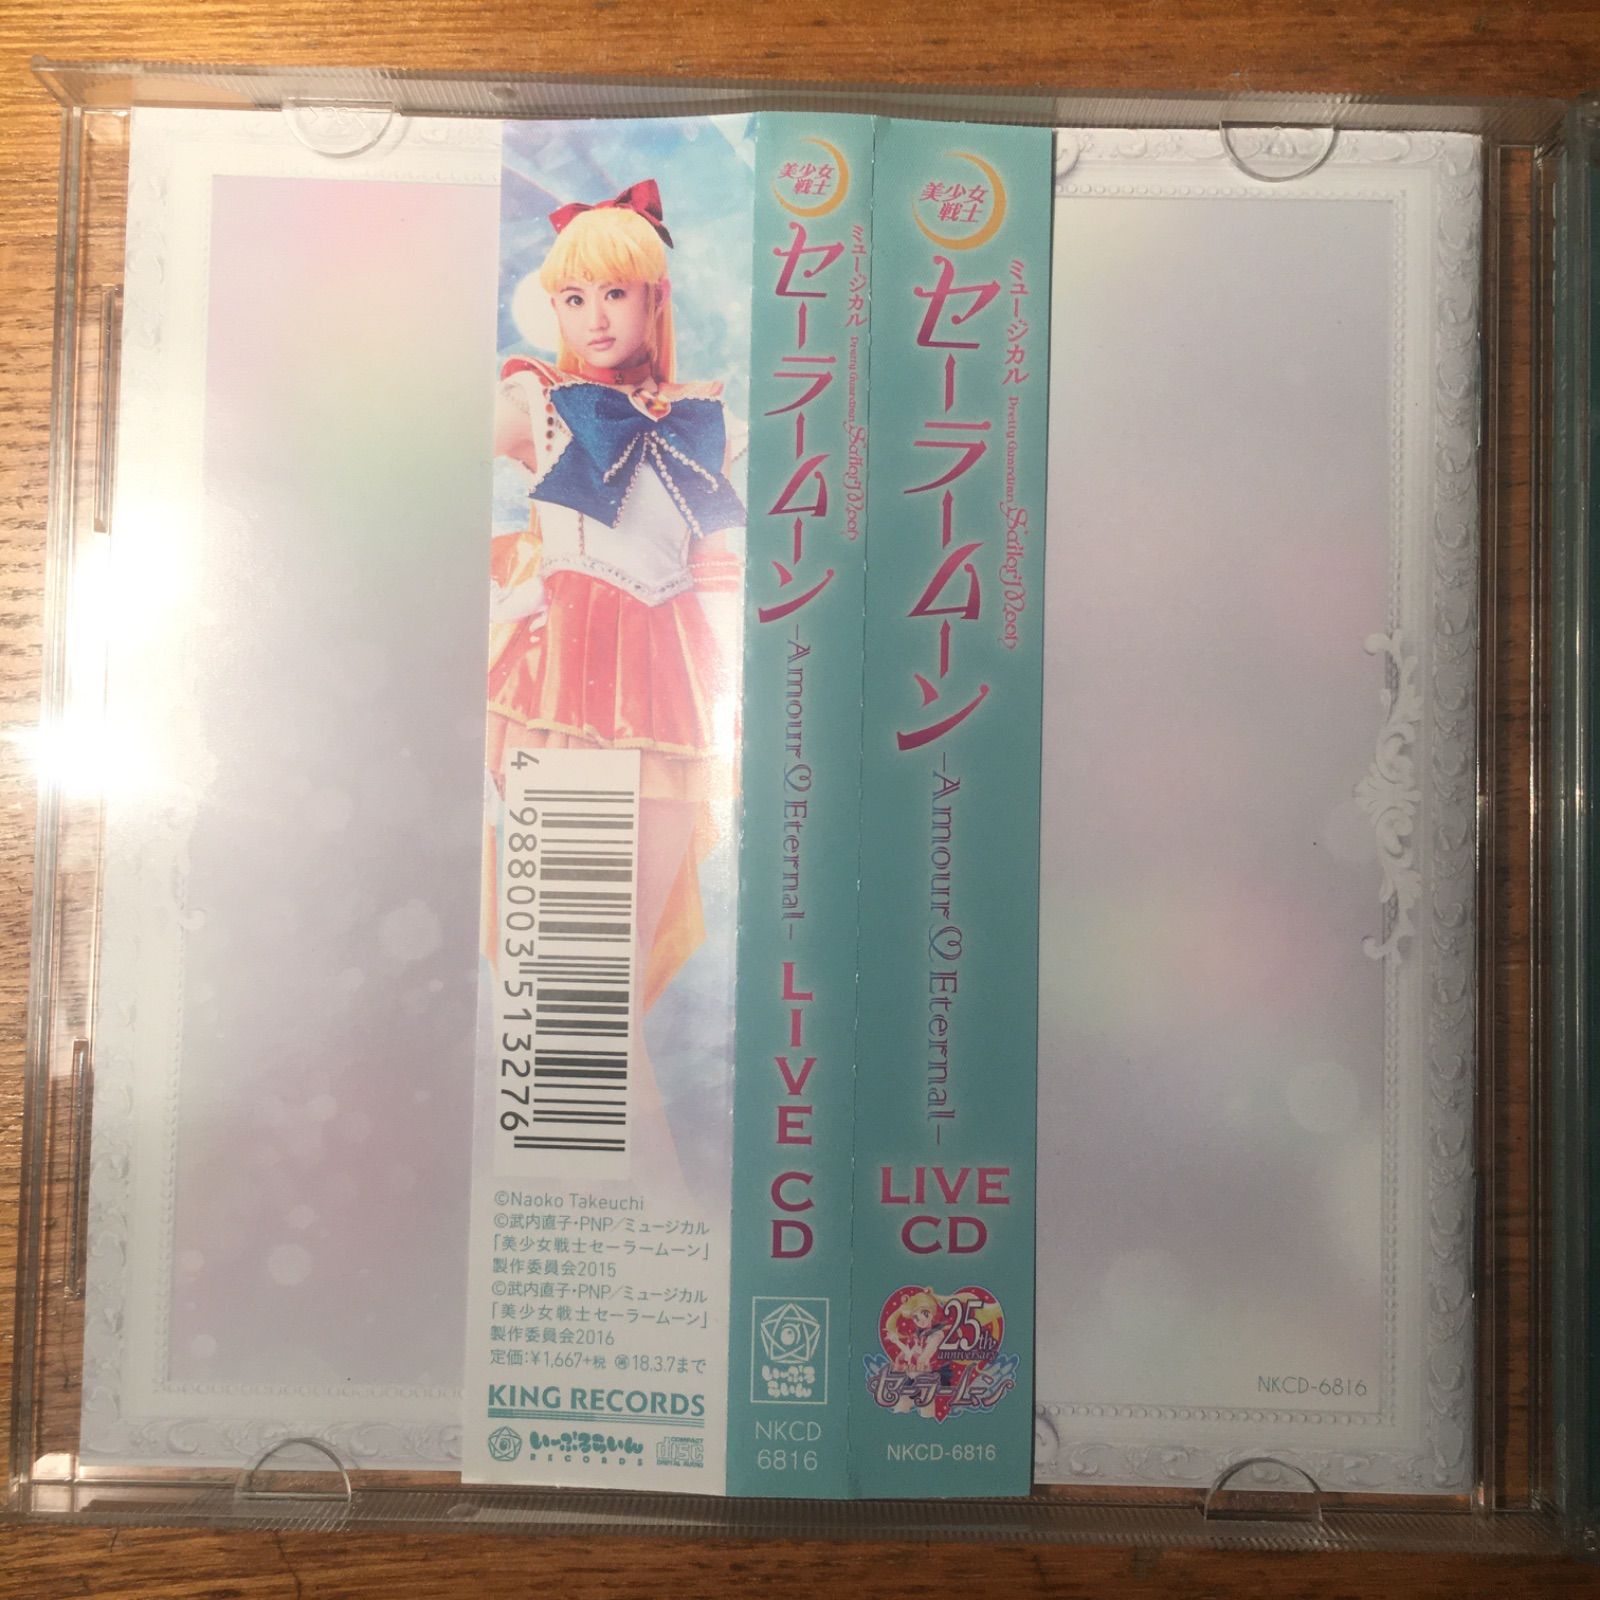 4 988003 513276
©Naoko Takeuchi
©武内直子・PNP/ミュージカル
「美少女戦士セーラームーン」
製作委員会2015
©武内直子・PNP/ミュージカル
「美少女戦士セーラームーン」
製作委員会2016
定価:¥1,667+税 18.3.7まで
KING RECORDS
いーぷろらいん
RECORDS
COMPACT
disc
DIGITAL AUDIO
美少女
戦士
ミュージカル
セーラームーン
Pretty Guardian Sailor Moon
-Amour♡Eternal-
LIVE CD
いーぷる
らいん
NKCD
6816
美少女
戦士
ミュージカル
セーラームーン
Pretty Guardian Sailor Moon
-Amour♡Eternal-
LIVE
CD
25th
anniversary
セーラームーン
NKCD-6816
NKCD-6816